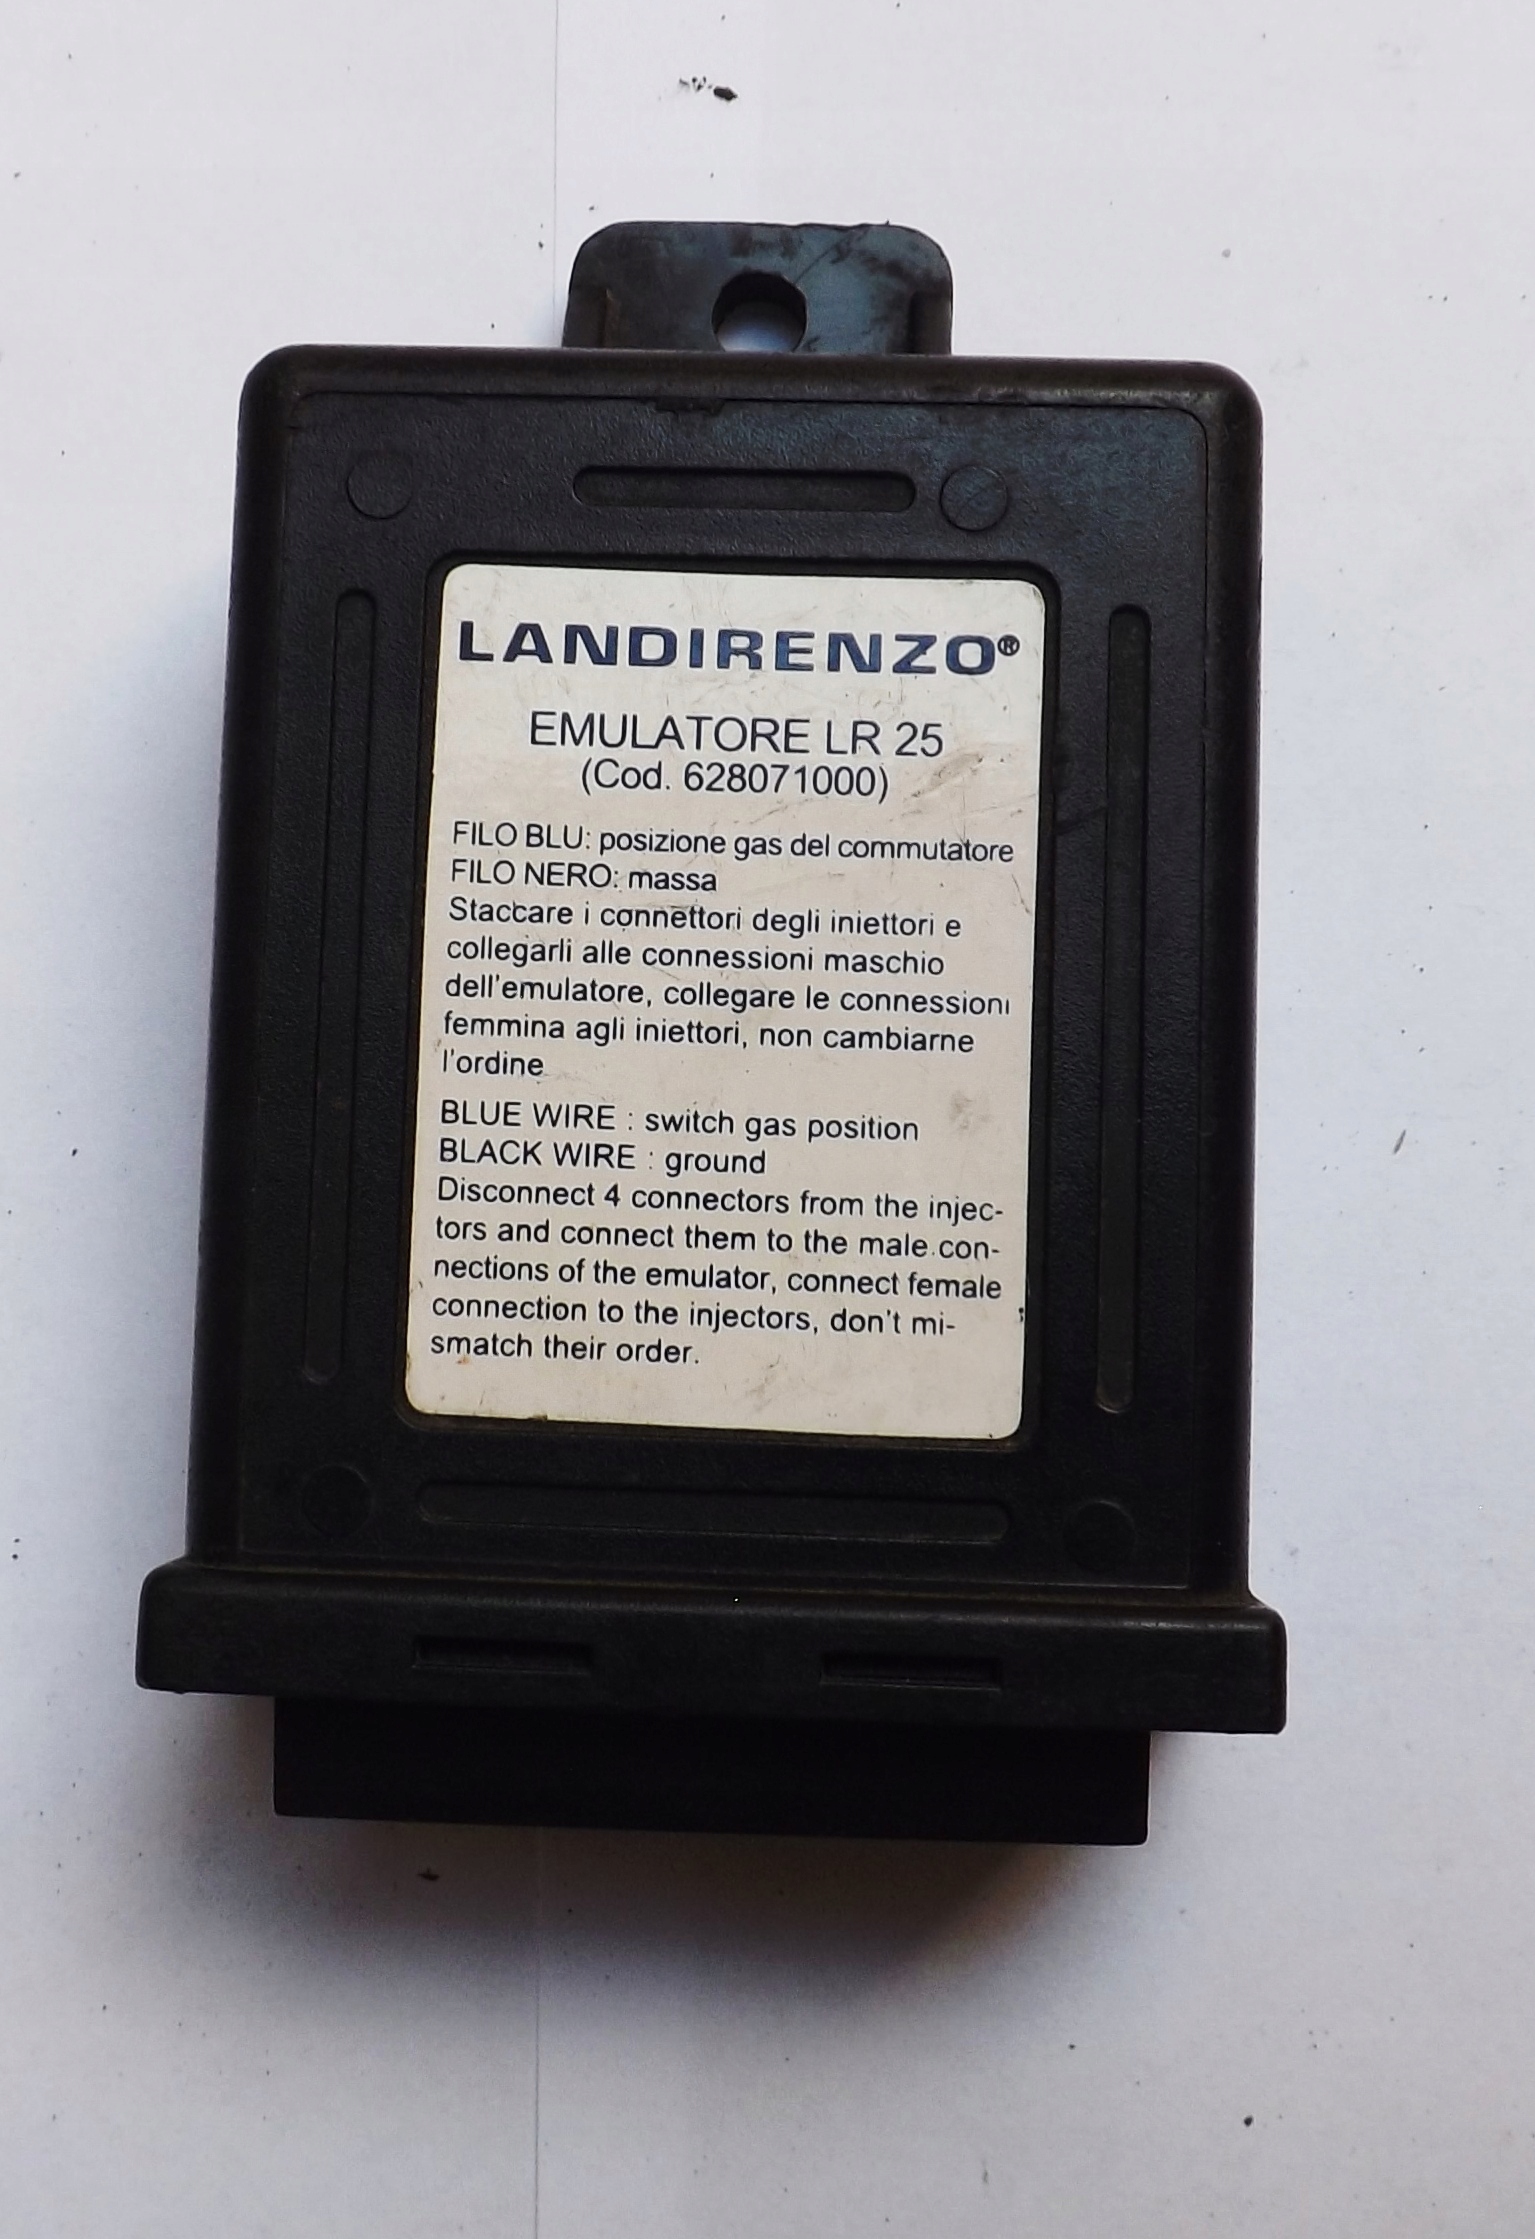 LANDIRENZO®
EMULATORE LR 25
(Cod. 628071000)
FILO BLU: posizione gas del commutatore
FILO NERO: massa
Staccare i connettori degli iniettori e
collegarli alle connessioni maschio
dell'emulatore, collegare le connessioni
femmina agli iniettori, non cambiarne
l'ordine
BLUE WIRE : switch gas position
BLACK WIRE : ground
Disconnect 4 connectors from the injec-
tors and connect them to the male con-
nections of the emulator, connect female
connection to the injectors, don't mi-
smatch their order.